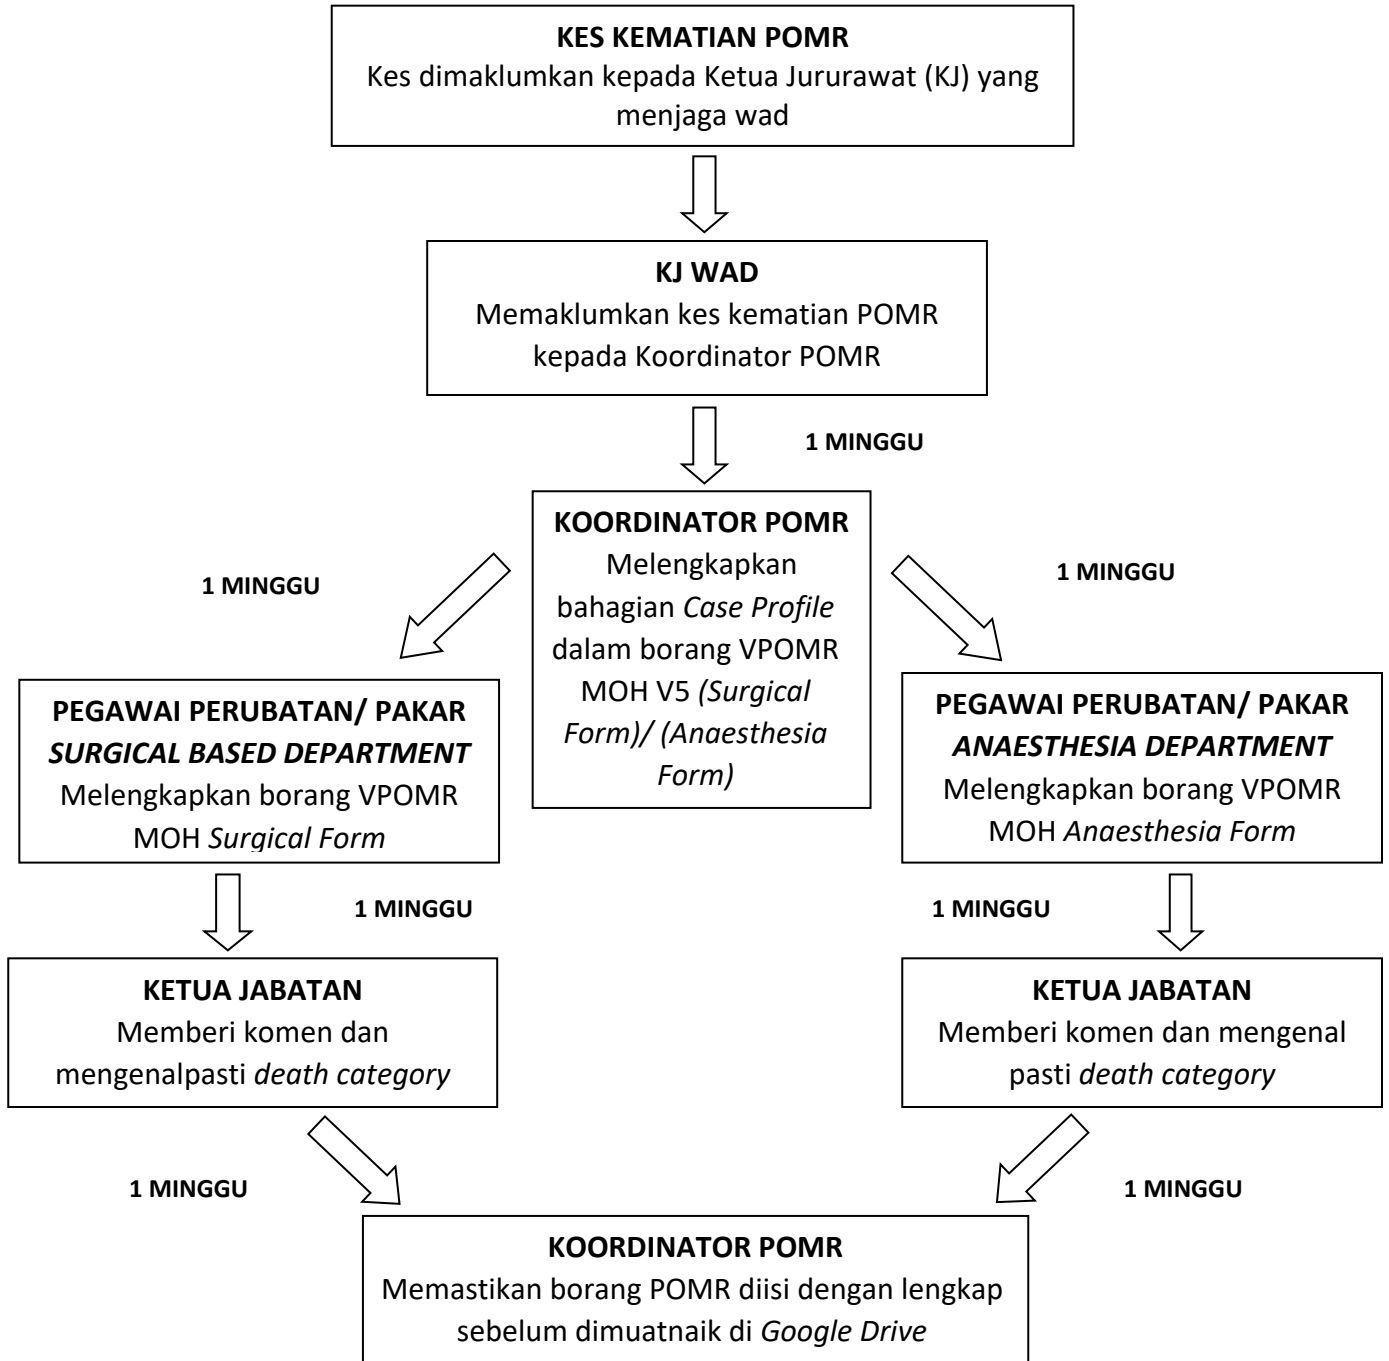 KES KEMATIAN POMR
Kes dimaklumkan kepada Ketua Jururawat (KJ) yang
menjaga wad
KJ WAD
Memaklumkan kes kematian POMR
kepada Koordinator POMR
1 MINGGU
KOORDINATOR POMR
Melengkapkan
bahagian Case Profile
dalam borang VPOMR
MOH V5 (Surgical
Form)/ (Anaesthesia
Form)
1 MINGGU
1 MINGGU
PEGAWAI PERUBATAN/ PAKAR
SURGICAL BASED DEPARTMENT
Melengkapkan borang VPOMR
MOH Surgical Form
PEGAWAI PERUBATAN/ PAKAR
ANAESTHESIA DEPARTMENT
Melengkapkan borang VPOMR
MOH Anaesthesia Form
1 MINGGU
1 MINGGU
KETUA JABATAN
Memberi komen dan
mengenalpasti death category
KETUA JABATAN
Memberi komen dan mengenal
pasti death category
1 MINGGU
1 MINGGU
KOORDINATOR POMR
Memastikan borang POMR diisi dengan lengkap
sebelum dimuatnaik di Google Drive